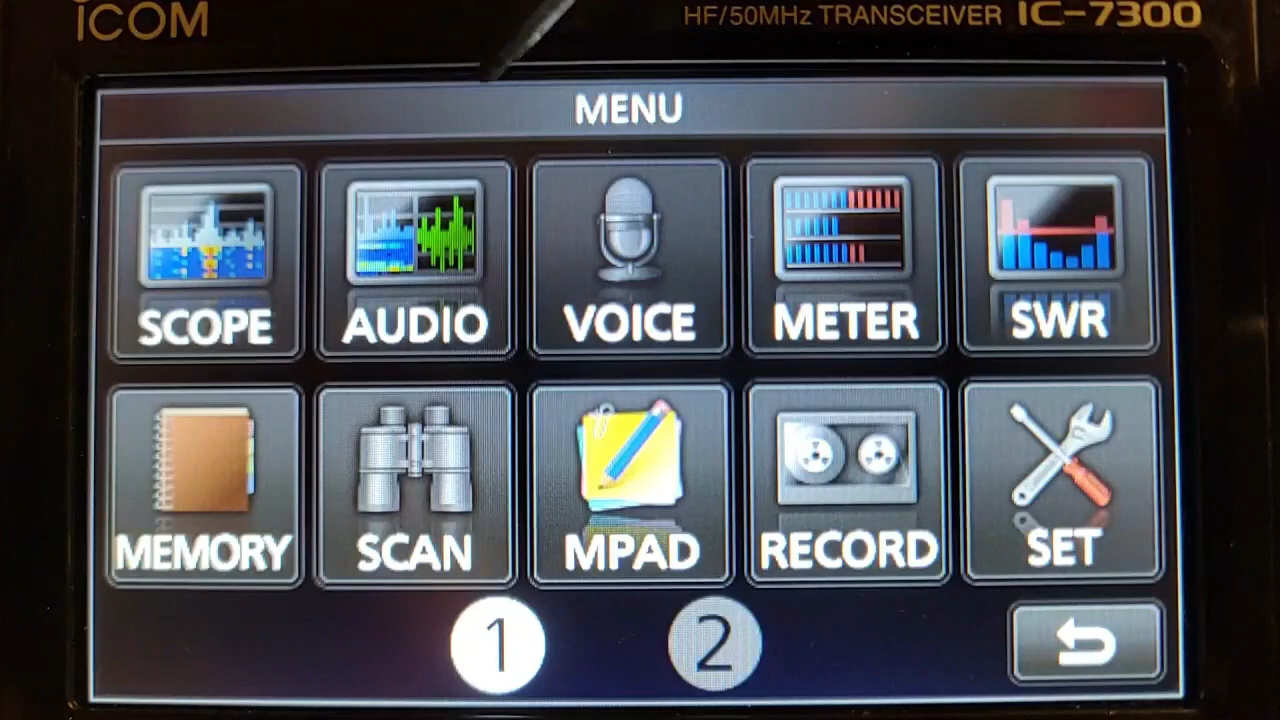 ICOM
HF/50MHz TRANSCEIVER IC-7300
MENU
SCOPE AUDIO VOICE METER SWR
MEMORY SCAN MPAD RECORD SET
1 2